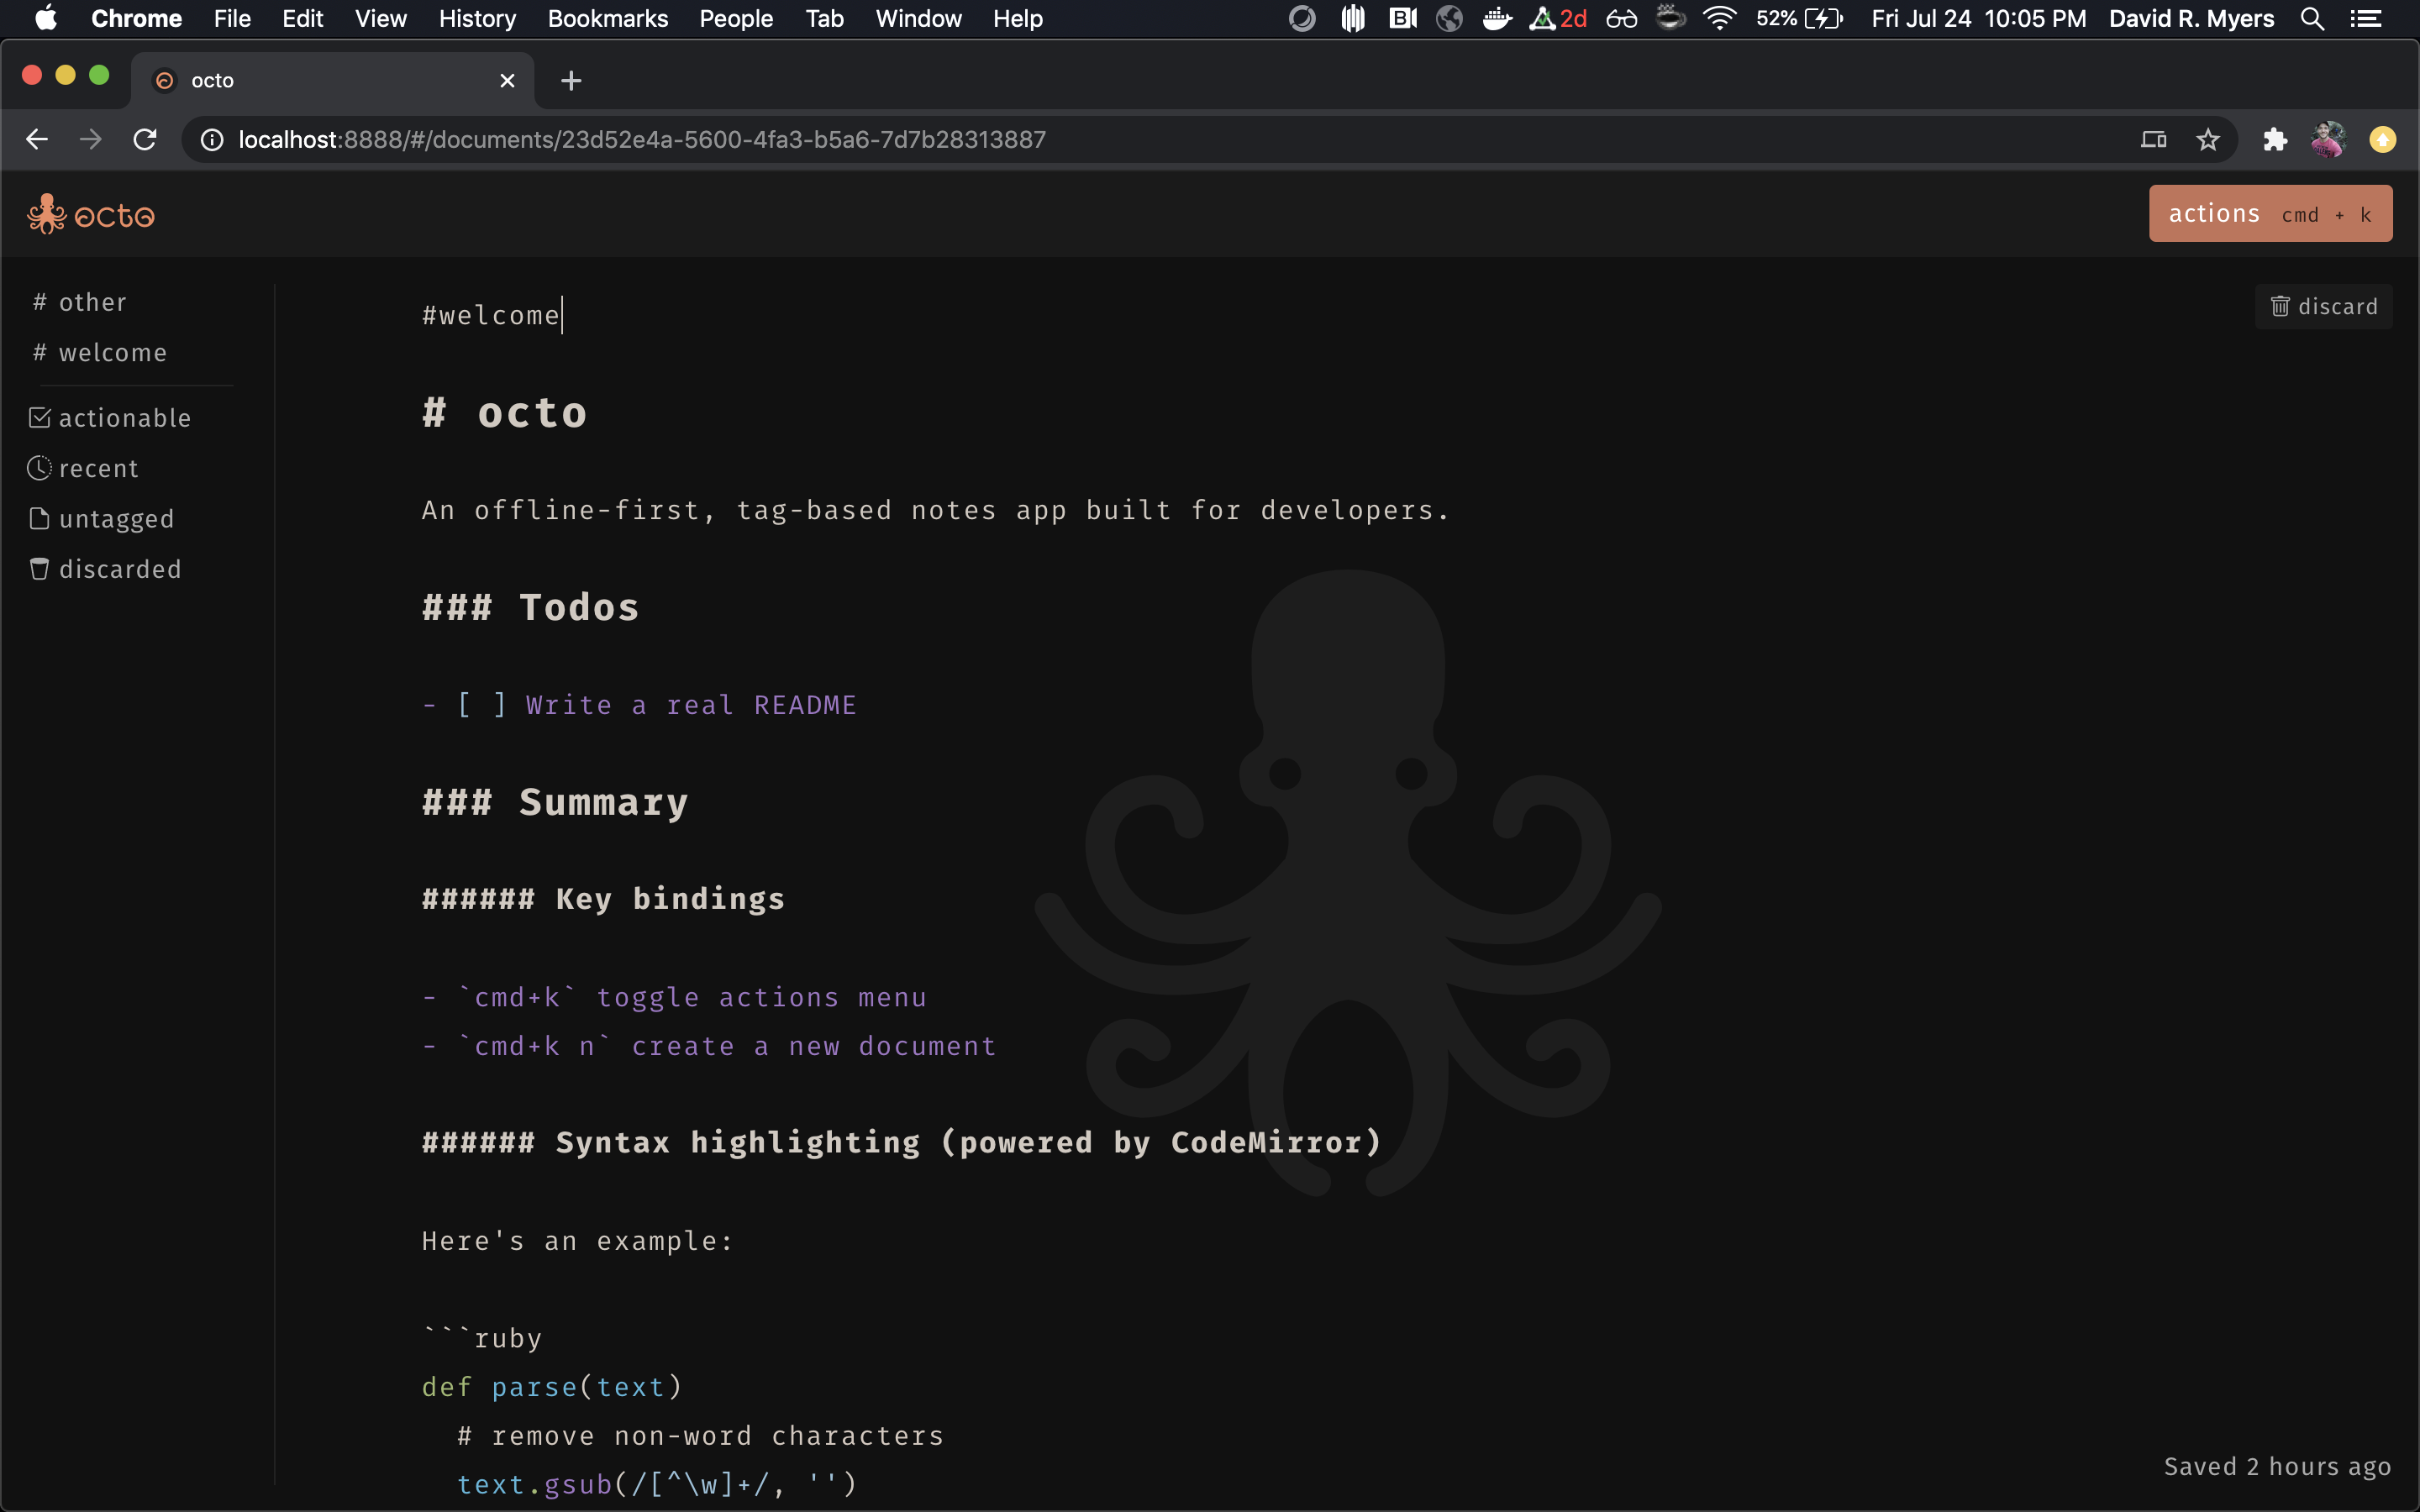 Chrome File Edit View History Bookmarks People Tab Window Help 2d 52% Fri Jul 24 10:05 PM David R. Myers
octo
localhost:8888/#/documents/23d52e4a-5600-4fa3-b5a6-7d7b28313887
octo
actions cmd + k
# other
# welcome
actionable
recent
untagged
discarded
discard
#welcome
# octo
An offline-first, tag-based notes app built for developers.
### Todos
- [ ] Write a real README
### Summary
###### Key bindings
- `cmd+k` toggle actions menu
- `cmd+k n` create a new document
###### Syntax highlighting (powered by CodeMirror)
Here's an example:
```ruby
def parse(text)
  # remove non-word characters
  text.gsub(/[^\w]+/, '')
Saved 2 hours ago